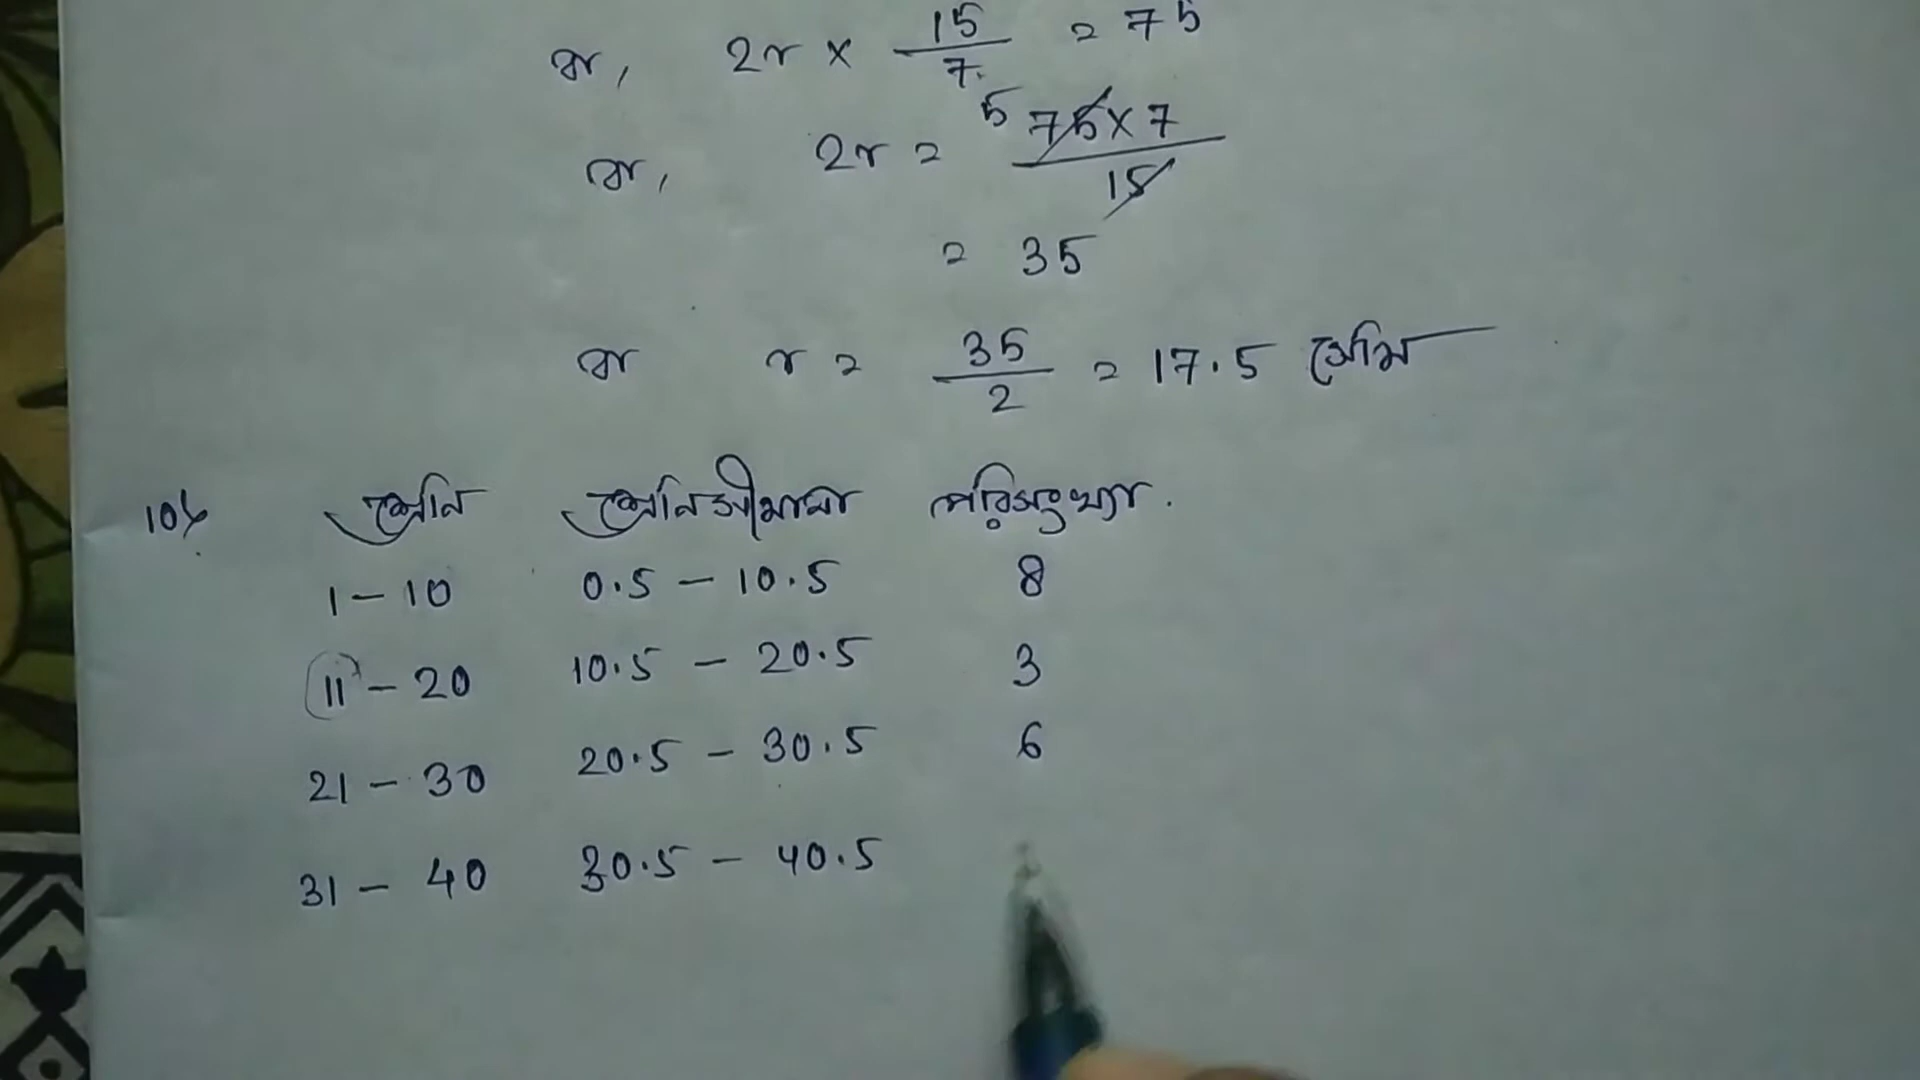 বা, 2r × 15/7 = 75
বা, 2r = 5 75×7/15
= 35
বা r = 35/2 = 17.5 সেমি
10) শ্রেনি শ্রেনিসীমানা পরিসংখ্যা.
1 – 10 0.5 – 10.5 8
11 – 20 10.5 – 20.5 3
21 – 30 20.5 – 30.5 6
31 – 40 30.5 – 40.5